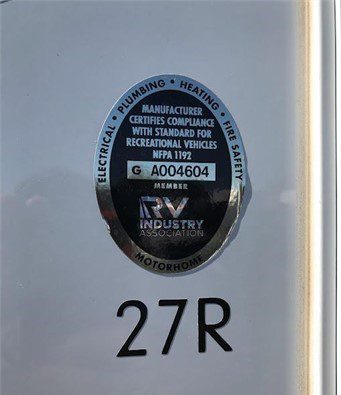 ELECTRICAL • PLUMBING • HEATING • FIRE SAFETY
MANUFACTURER
CERTIFIES COMPLIANCE
WITH STANDARD FOR
RECREATIONAL VEHICLES
NFPA 1192
G A004604
MEMBER
RV
INDUSTRY
ASSOCIATION
MOTORHOME
27R